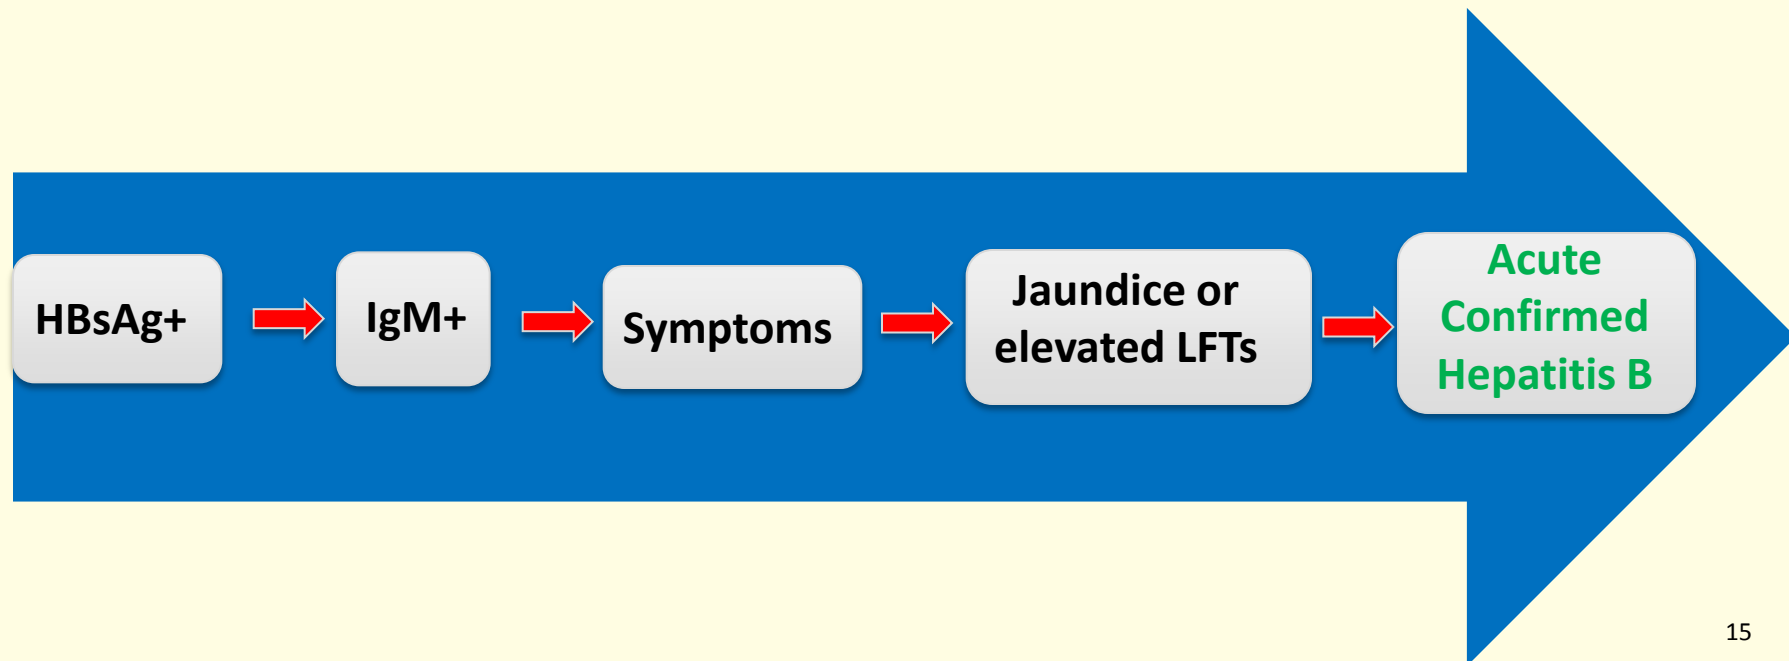 HBsAg+
IgM+
Symptoms
Jaundice or
elevated LFTs
Acute
Confirmed
Hepatitis B
15